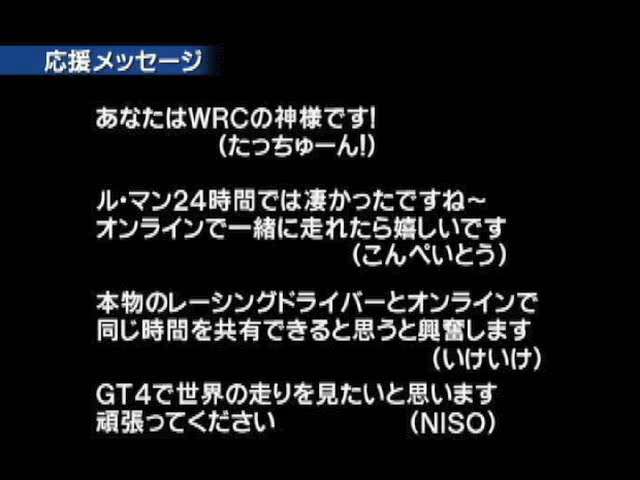 応援メッセージ
あなたはWRCの神様です!
(たっちゅーん!)
ル・マン24時間では凄かったですね～
オンラインで一緒に走れたら嬉しいです
(こんぺいとう)
本物のレーシングドライバーとオンラインで
同じ時間を共有できると思うと興奮します
(いけいけ)
GT4で世界の走りを見たいと思います
頑張ってください (NISO)